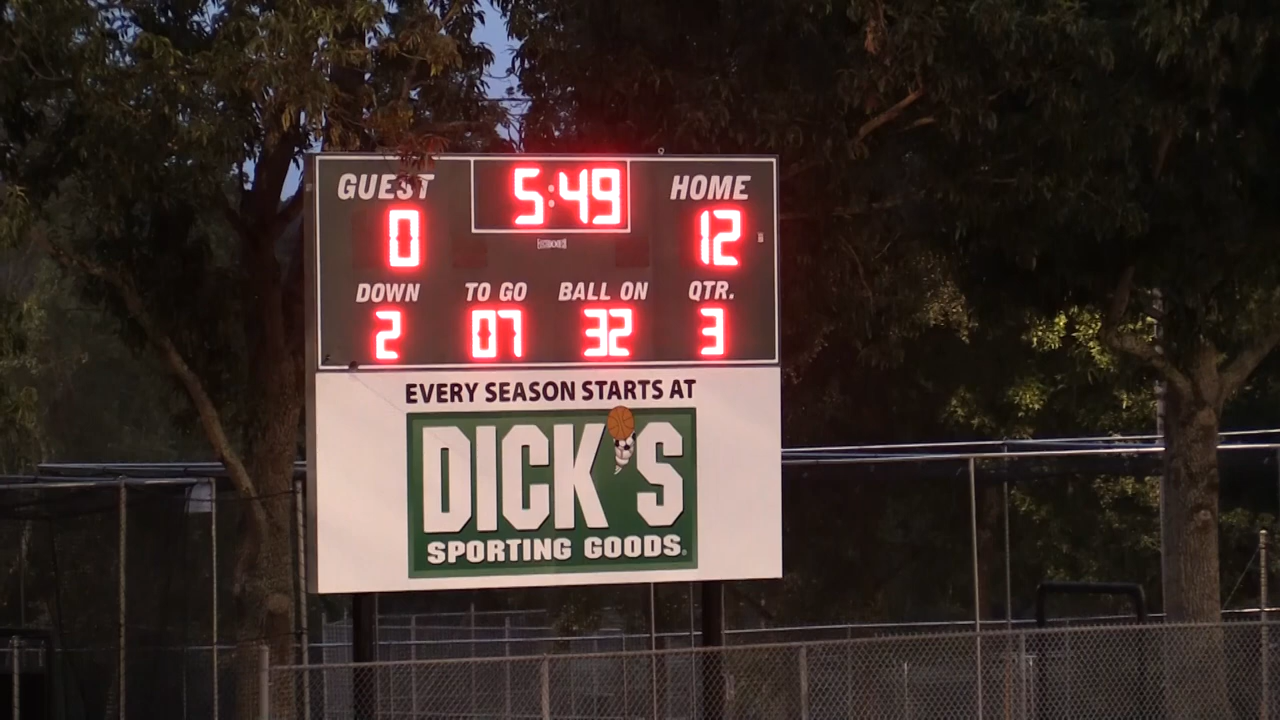 GUEST 5:49 HOME
0 12
DOWN TO GO BALL ON QTR.
2 07 32 3
EVERY SEASON STARTS AT
DICK'S
SPORTING GOODS